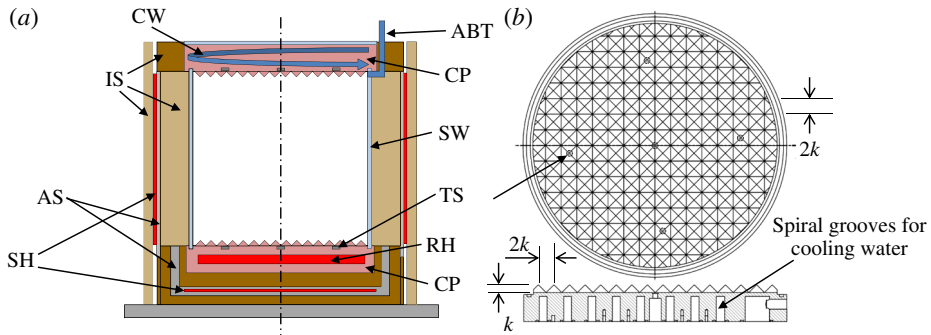 (a)
CW
ABT
CP
IS
SW
AS
TS
RH
SH
CP
(b)
2k
2k
Spiral grooves for
cooling water
k